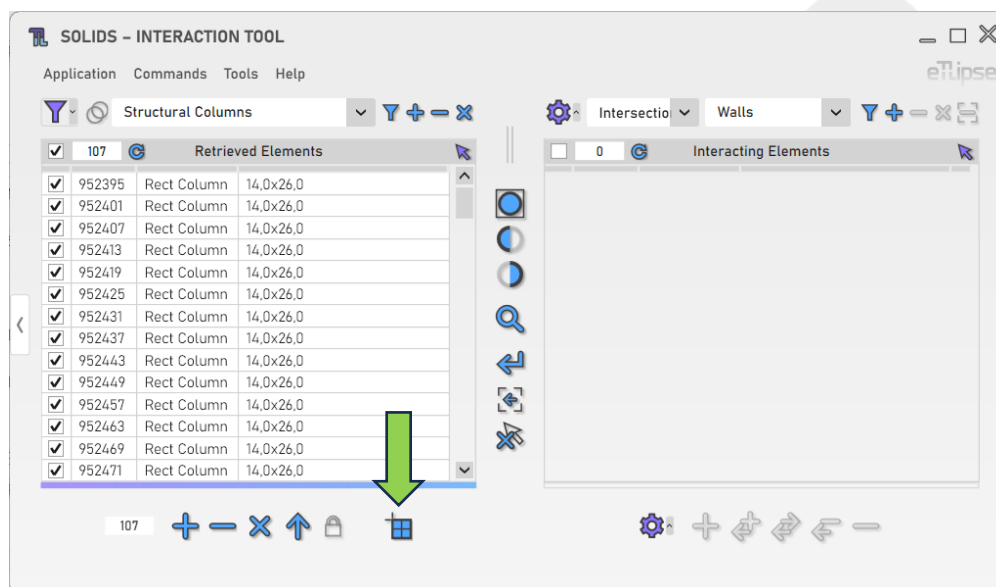 SOLIDS – INTERACTION TOOL
Application Commands Tools Help
eTLipse
Structural Columns
Intersectio
Walls
107 Retrieved Elements
0 Interacting Elements
952395 Rect Column 14,0x26,0
952401 Rect Column 14,0x26,0
952407 Rect Column 14,0x26,0
952413 Rect Column 14,0x26,0
952419 Rect Column 14,0x26,0
952425 Rect Column 14,0x26,0
952431 Rect Column 14,0x26,0
952437 Rect Column 14,0x26,0
952443 Rect Column 14,0x26,0
952449 Rect Column 14,0x26,0
952457 Rect Column 14,0x26,0
952463 Rect Column 14,0x26,0
952469 Rect Column 14,0x26,0
952471 Rect Column 14,0x26,0
107